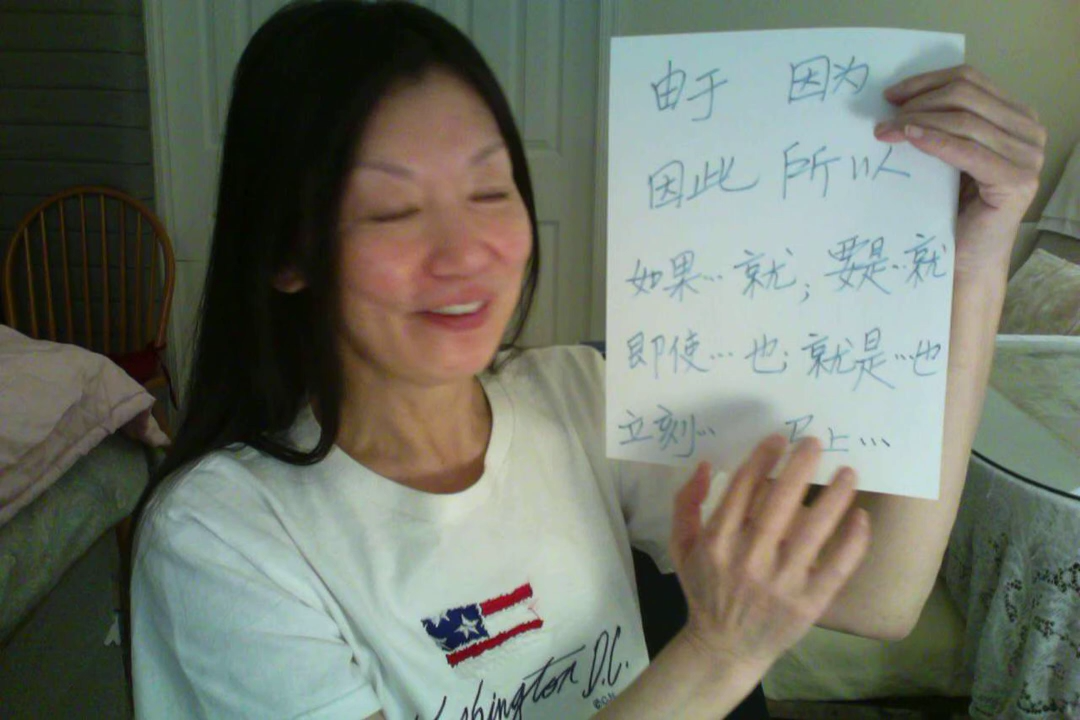 由于 因为
因此 所以
如果… 就; 要是…就
即使… 也; 就是…也
立刻… 马上…
Washington D.C.